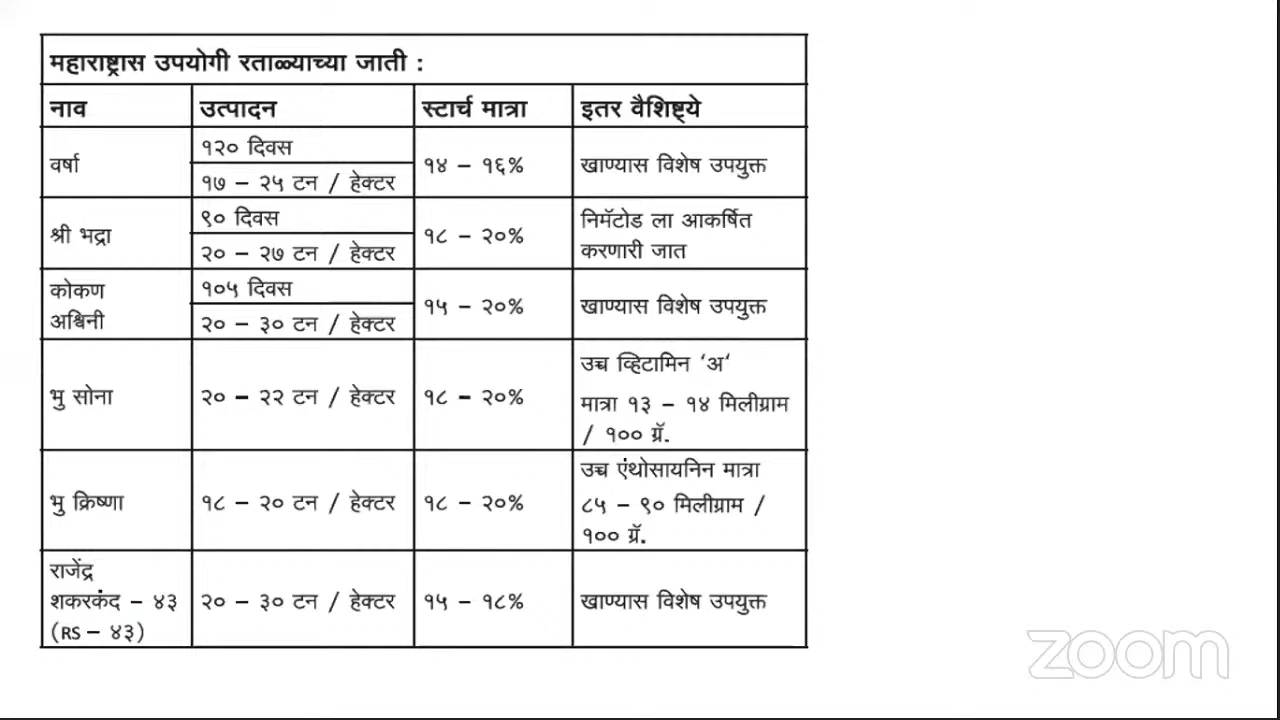 महाराष्ट्रास उपयोगी रताळ्याच्या जाती :
नाव उत्पादन स्टार्च मात्रा इतर वैशिष्ट्ये
वर्षा
१२० दिवस
१७ – २५ टन / हेक्टर
१४ – १६%
खाण्यास विशेष उपयुक्त
श्री भद्रा
९० दिवस
२० – २७ टन / हेक्टर
१८ – २०%
निमॅटोड ला आकर्षित
करणारी जात
कोकण
अश्विनी
१०५ दिवस
२० – ३० टन / हेक्टर
१५ – २०%
खाण्यास विशेष उपयुक्त
भु सोना
२० – २२ टन / हेक्टर
१८ – २०%
उच्च व्हिटामिन ‘अ‘
मात्रा १३ – १४ मिलीग्राम
/ १०० ग्रॅ.
भु क्रिष्णा
१८ – २० टन / हेक्टर
१८ – २०%
उच्च एंथोसायनिन मात्रा
८५ – ९० मिलीग्राम /
१०० ग्रॅ.
राजेंद्र
शकरकंद – ४३
(RS – ४३)
२० – ३० टन / हेक्टर
१५ – १८%
खाण्यास विशेष उपयुक्त
zoom